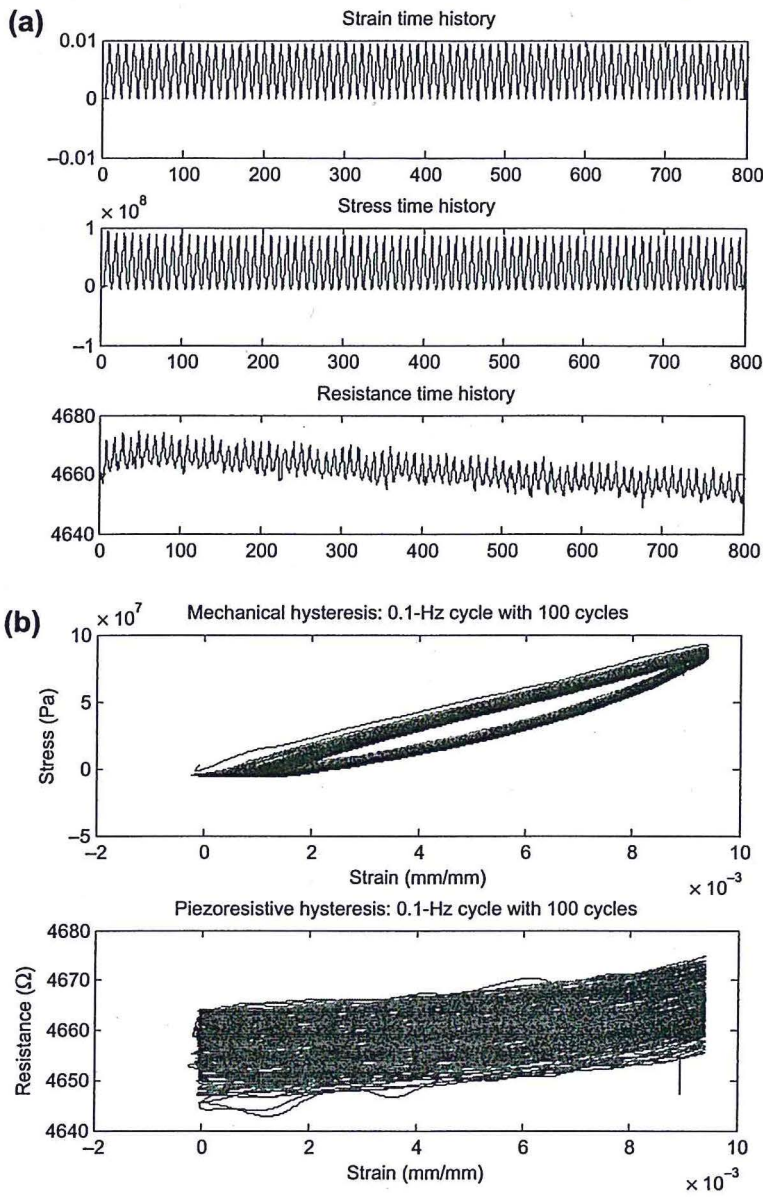 (a)
Strain time history
0.01
0
–0.01
0 100 200 300 400 500 600 700 800
× 10^8
Stress time history
1
0
–1
0 100 200 300 400 500 600 700 800
Resistance time history
4680
4660
4640
0 100 200 300 400 500 600 700 800
(b)
× 10^7
Mechanical hysteresis: 0.1-Hz cycle with 100 cycles
10
5
0
–5
Stress (Pa)
–2 0 2 4 6 8 10
Strain (mm/mm)
× 10^–3
Piezoresistive hysteresis: 0.1-Hz cycle with 100 cycles
4680
4670
4660
4650
4640
Resistance (Ω)
–2 0 2 4 6 8 10
Strain (mm/mm)
× 10^–3